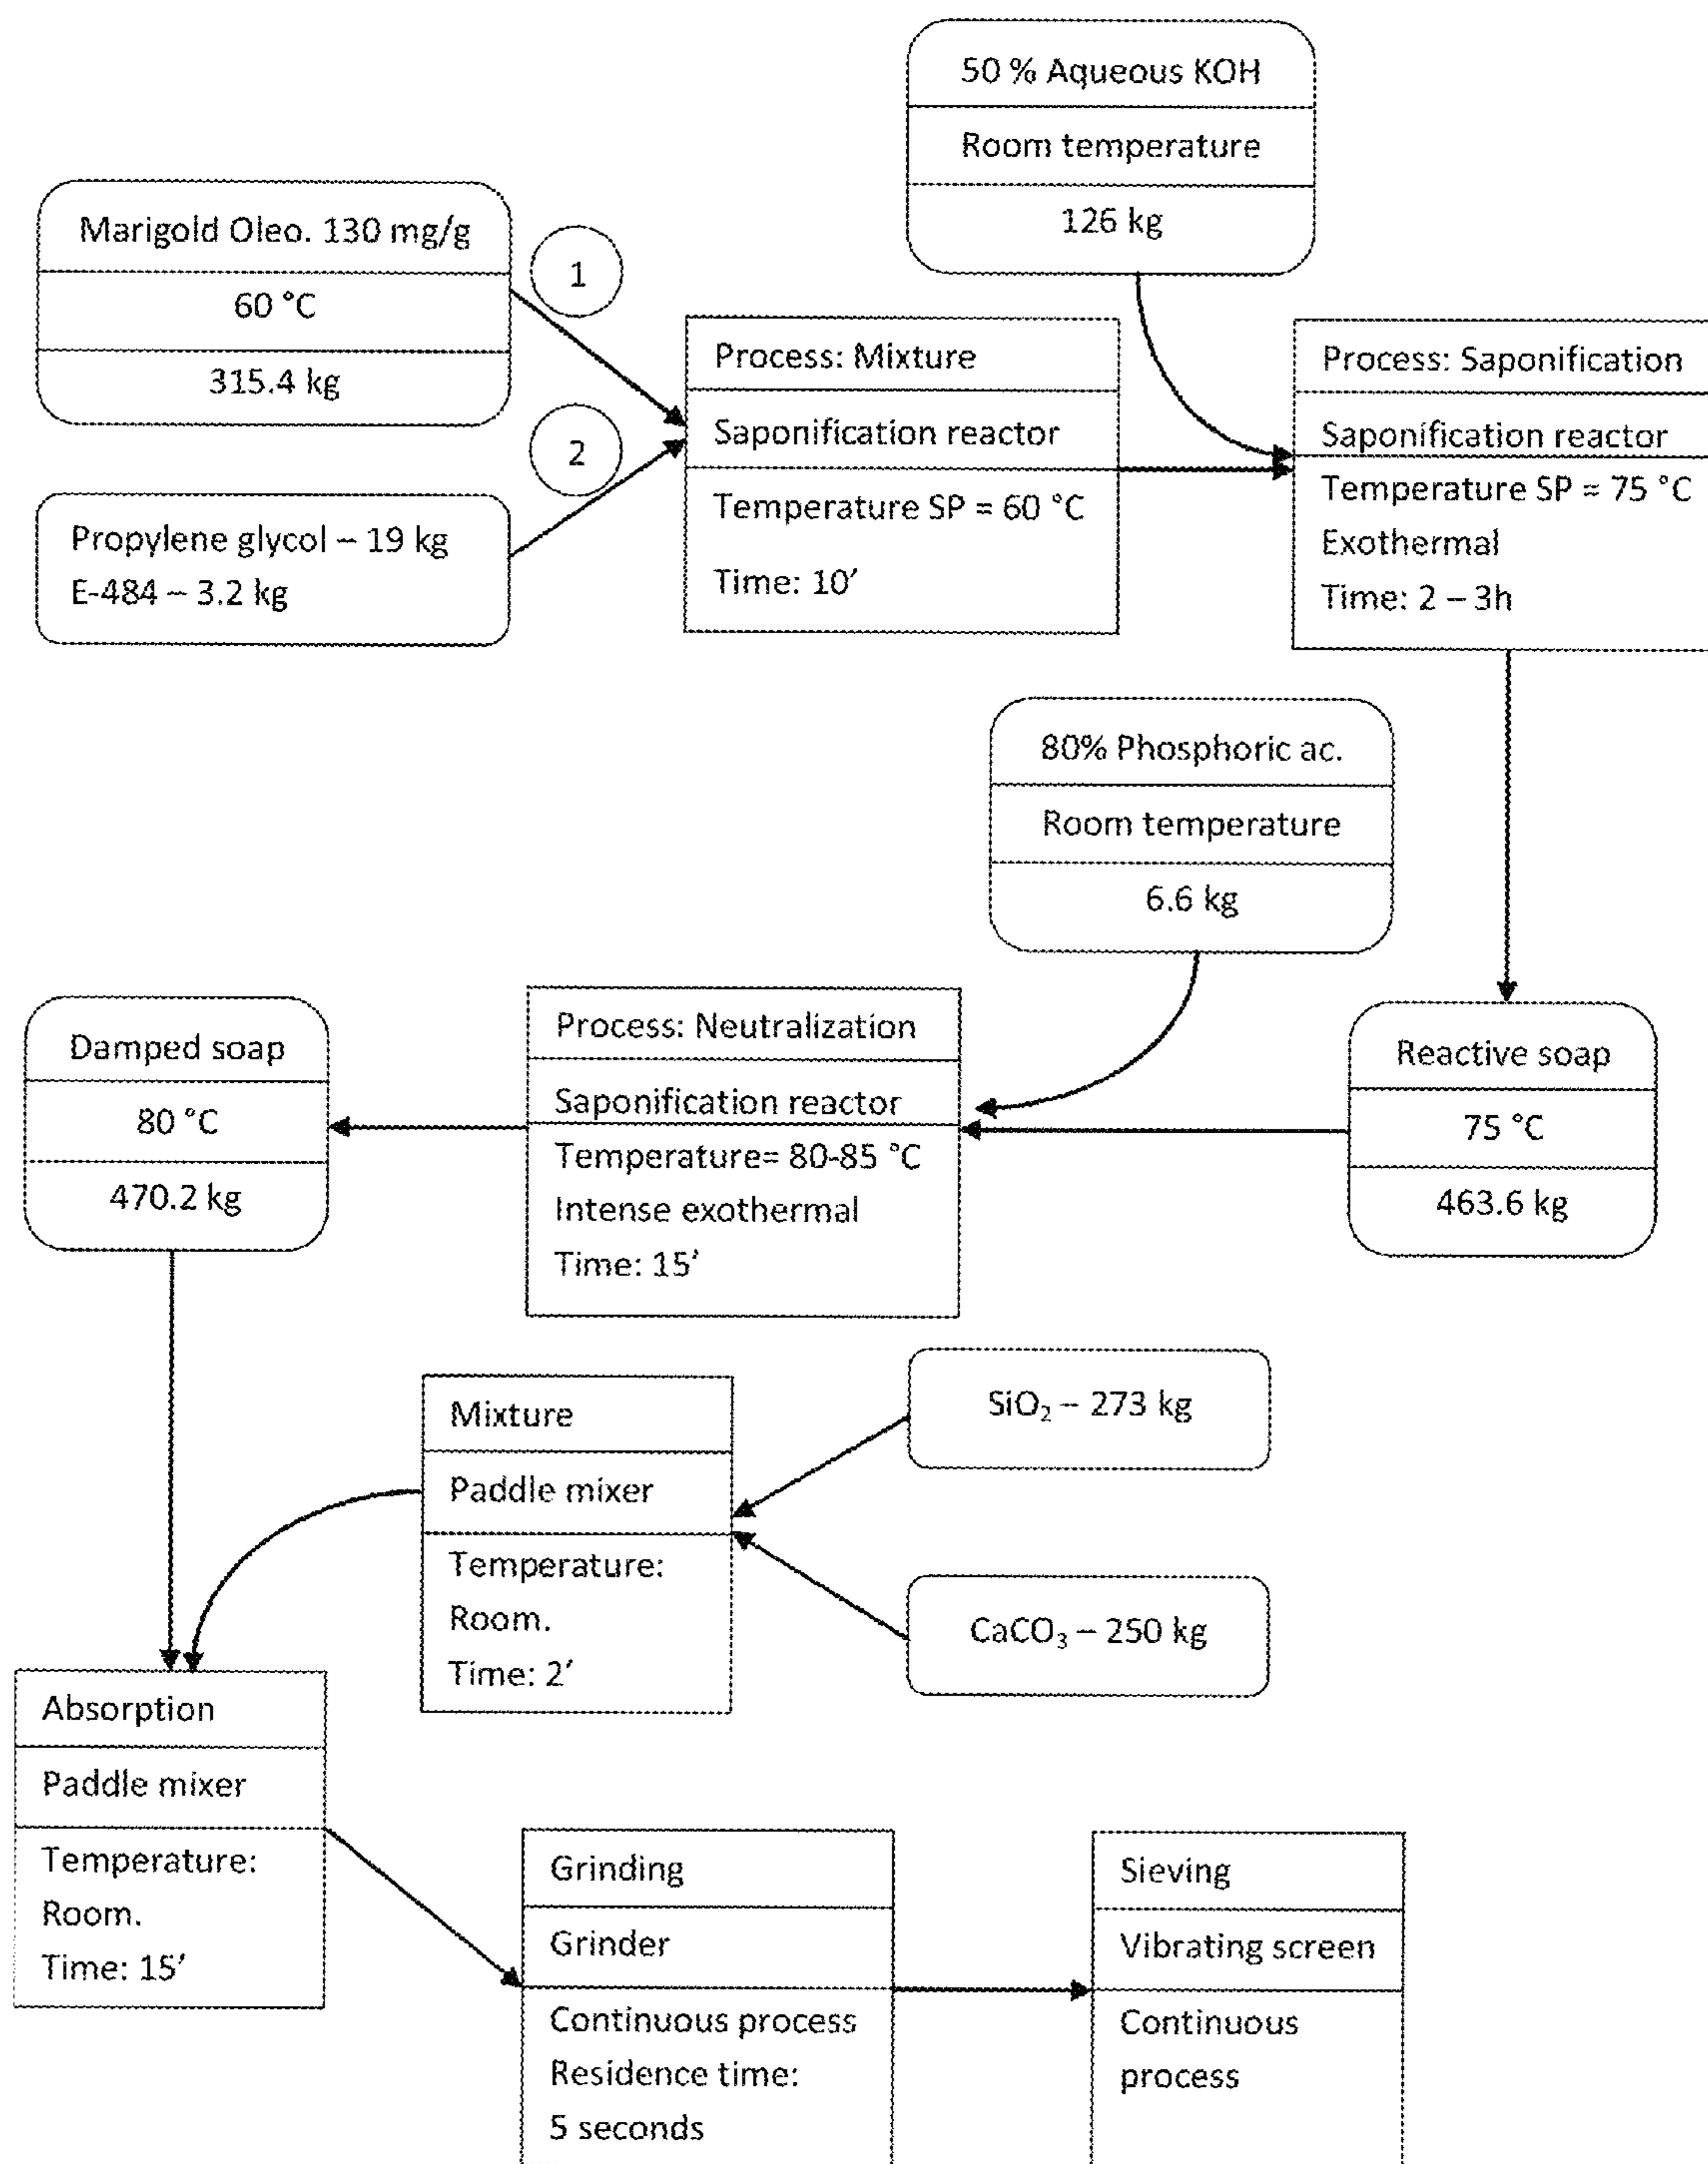 50 % Aqueous KOH
Room temperature
126 kg
Marigold Oleo. 130 mg/g
60 °C
315.4 kg
1
2
Propylene glycol – 19 kg
E-484 – 3.2 kg
Process: Mixture
Saponification reactor
Temperature SP = 60 °C
Time: 10’
Process: Saponification
Saponification reactor
Temperature SP = 75 °C
Exothermal
Time: 2 – 3h
80% Phosphoric ac.
Room temperature
6.6 kg
Reactive soap
75 °C
463.6 kg
Process: Neutralization
Saponification reactor
Temperature= 80-85 °C
Intense exothermal
Time: 15’
Damped soap
80 °C
470.2 kg
SiO₂ – 273 kg
CaCO₃ – 250 kg
Mixture
Paddle mixer
Temperature:
Room.
Time: 2’
Absorption
Paddle mixer
Temperature:
Room.
Time: 15’
Grinding
Grinder
Continuous process
Residence time:
5 seconds
Sieving
Vibrating screen
Continuous
process